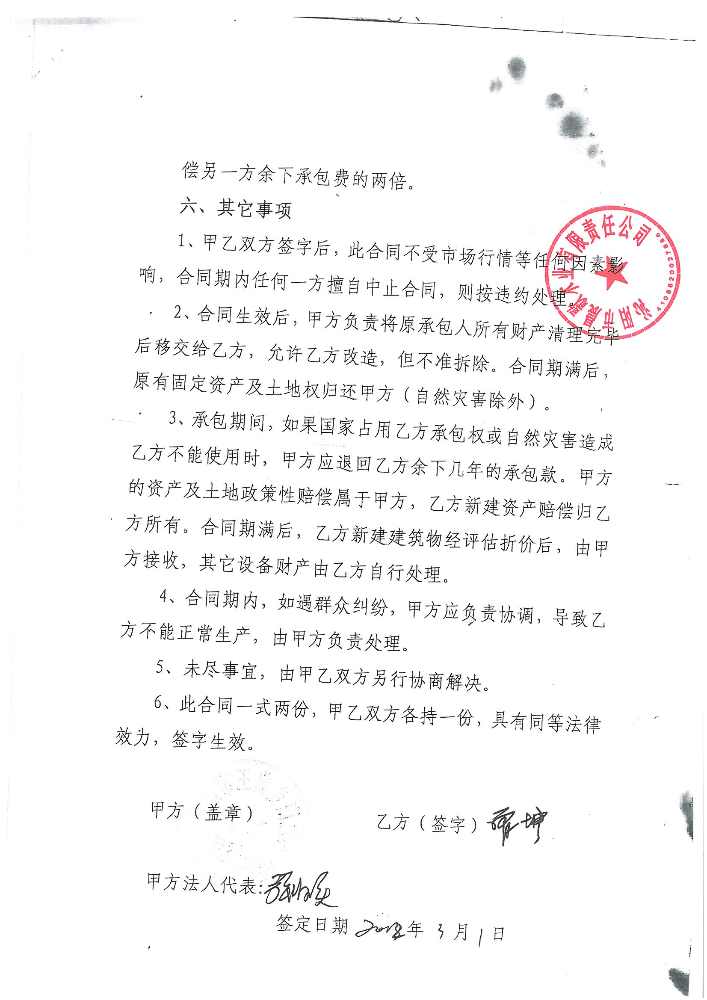 偿另一方余下承包费的两倍。
六、其它事项
1、甲乙双方签字后，此合同不受市场行情等任何因素影
响，合同期内任何一方擅自中止合同，则按违约处理。
2、合同生效后，甲方负责将原承包人所有财产清理完毕
后移交给乙方，允许乙方改造，但不准拆除。合同期满后，
原有固定资产及土地权归还甲方（自然灾害除外）。
3、承包期间，如果国家占用乙方承包权或自然灾害造成
乙方不能使用时，甲方应退回乙方余下几年的承包款。甲方
的资产及土地政策性赔偿属于甲方，乙方新建资产赔偿归乙
方所有。合同期满后，乙方新建建筑物经评估折价后，由甲
方接收，其它设备财产由乙方自行处理。
4、合同期内，如遇群众纠纷，甲方应负责协调，导致乙
方不能正常生产，由甲方负责处理。
5、未尽事宜，由甲乙双方另行协商解决。
6、此合同一式两份，甲乙双方各持一份，具有同等法律
效力，签字生效。
甲方（盖章）
乙方（签字）
甲方法人代表：
签定日期 年 3 月 1 日
沁阳市晨歌木业有限责任公司